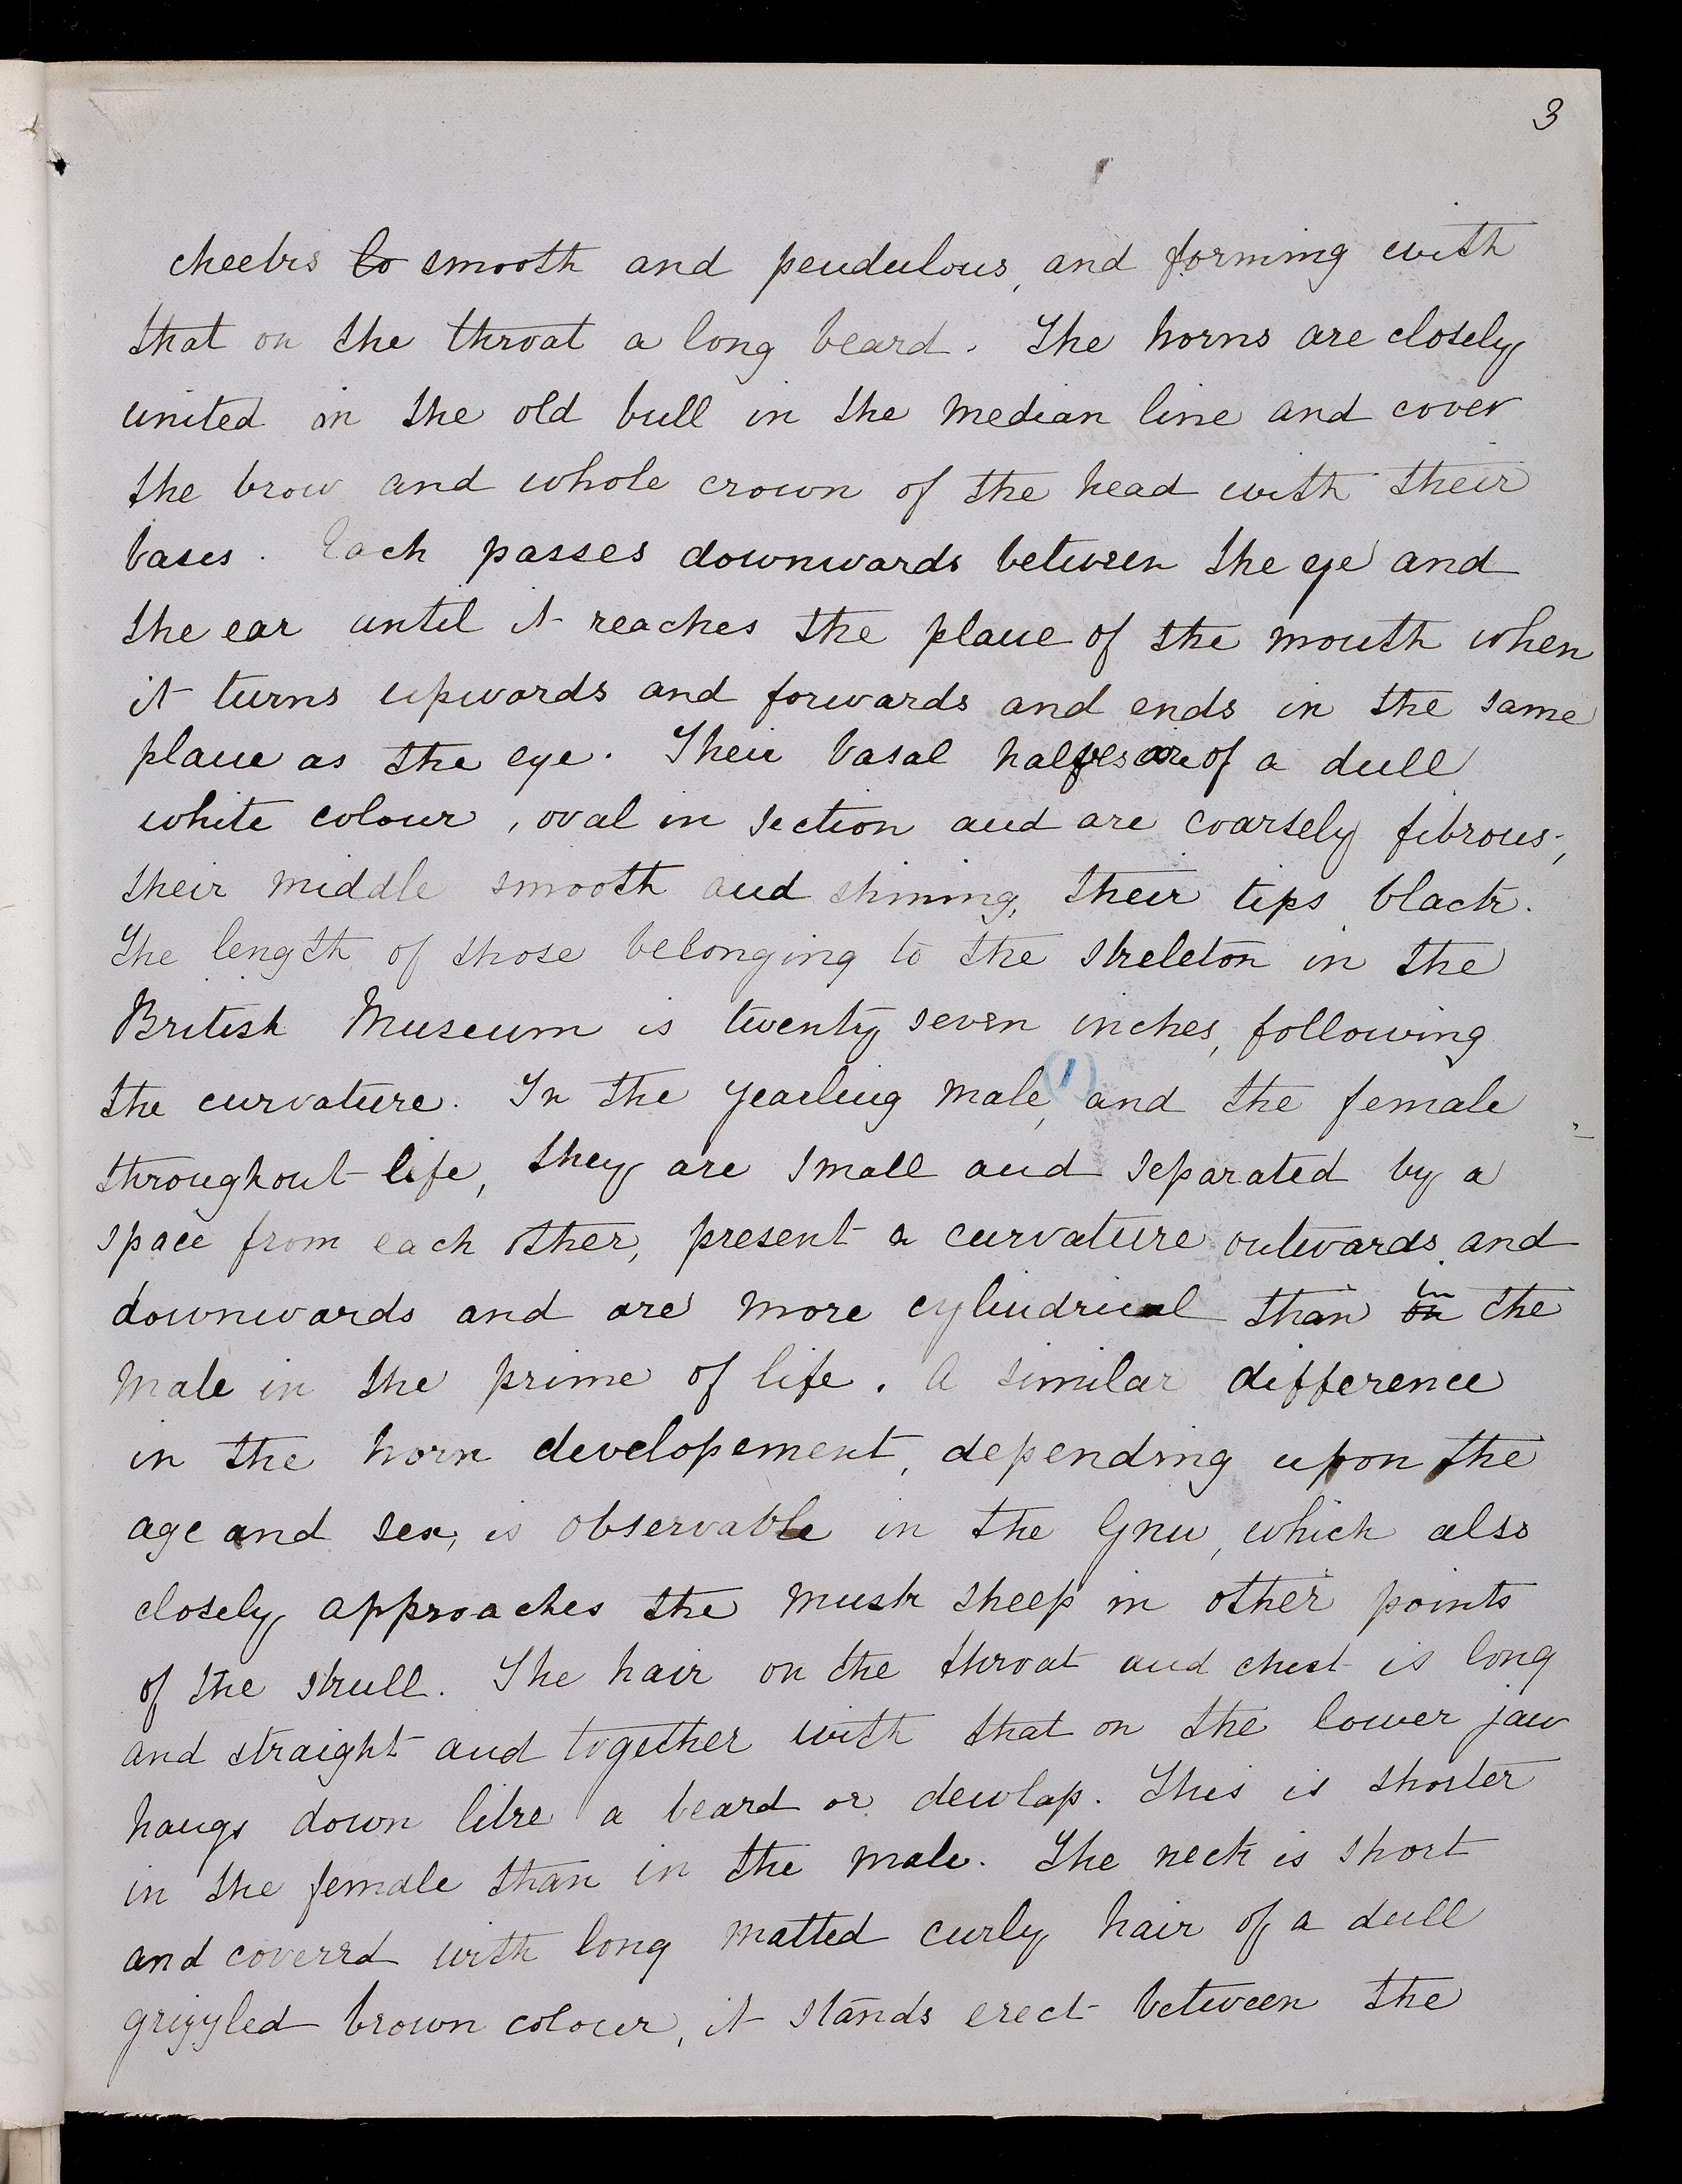 3
cheeks to smooth and pendulous, and forming with
that on the throat a long beard. The horns are closely
united in the old bull in the median line and cover
the brow and whole crown of the head with their
bases. Each passes downwards between the eye and
the ear until it reaches the plane of the mouth when
it turns upwards and forwards and ends in the same
plane as the eye. Their basal halves are of a dull
white colour, oval in section and are coarsely fibrous;
their middle smooth and shining, their tips black.
The length of those belonging to the skeleton in the
British Museum is twenty seven inches, following
the curvature. In the yearling male, (1) and the female
throughout life, they are small and separated by a
space from each other, present a curvature outwards and
downwards and are more cylindrical than on in the
male in the prime of life. A similar difference
in the horn developement, depending upon the
age and sex, is observable in the Gnu, which also
closely approaches the musk sheep in other points
of the skull. The hair on the throat and chest is long
and straight and together with that on the lower jaw
hangs down like a beard or dewlap. This is shorter
in the female than in the male. The neck is short
and covered with long matted curly hair of a dull
grizzled brown colour, it stands erect between the